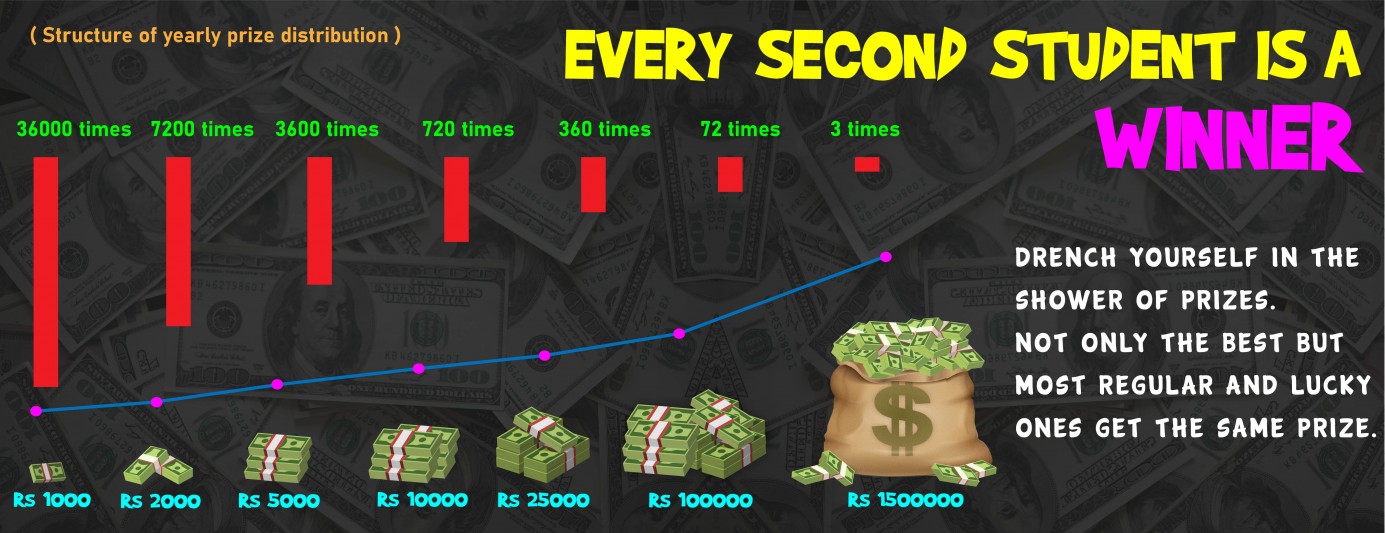 ( Structure of yearly prize distribution )
EVERY SECOND STUDENT IS A
WINNER
36000 times 7200 times 3600 times 720 times 360 times 72 times 3 times
DRENCH YOURSELF IN THE
SHOWER OF PRIZES.
NOT ONLY THE BEST BUT
MOST REGULAR AND LUCKY
ONES GET THE SAME PRIZE.
Rs 1000 Rs 2000 Rs 5000 Rs 10000 Rs 25000 Rs 100000 Rs 1500000